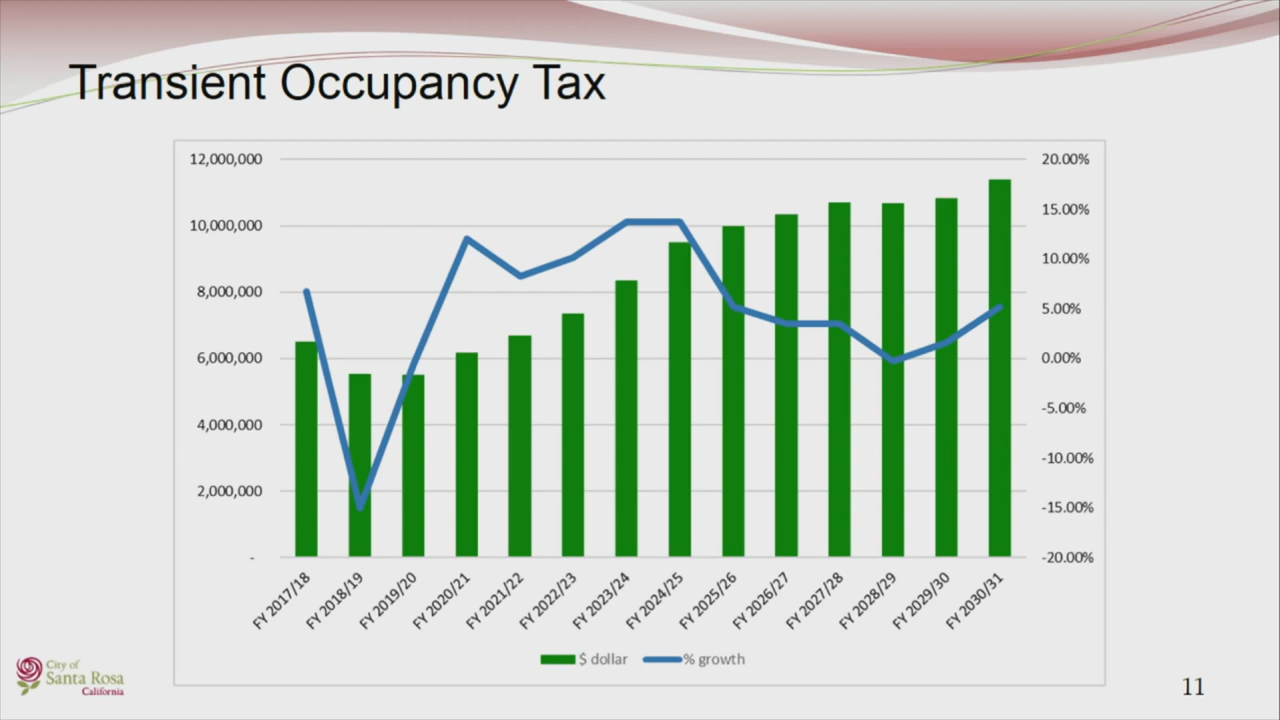 Transient Occupancy Tax
12,000,000
10,000,000
8,000,000
6,000,000
4,000,000
2,000,000
-
20.00%
15.00%
10.00%
5.00%
0.00%
-5.00%
-10.00%
-15.00%
-20.00%
FY 2017/18
FY 2018/19
FY 2019/20
FY 2020/21
FY 2021/22
FY 2022/23
FY 2023/24
FY 2024/25
FY 2025/26
FY 2026/27
FY 2027/28
FY 2028/29
FY 2029/30
FY 2030/31
$ dollar
% growth
City of
Santa Rosa
California
11